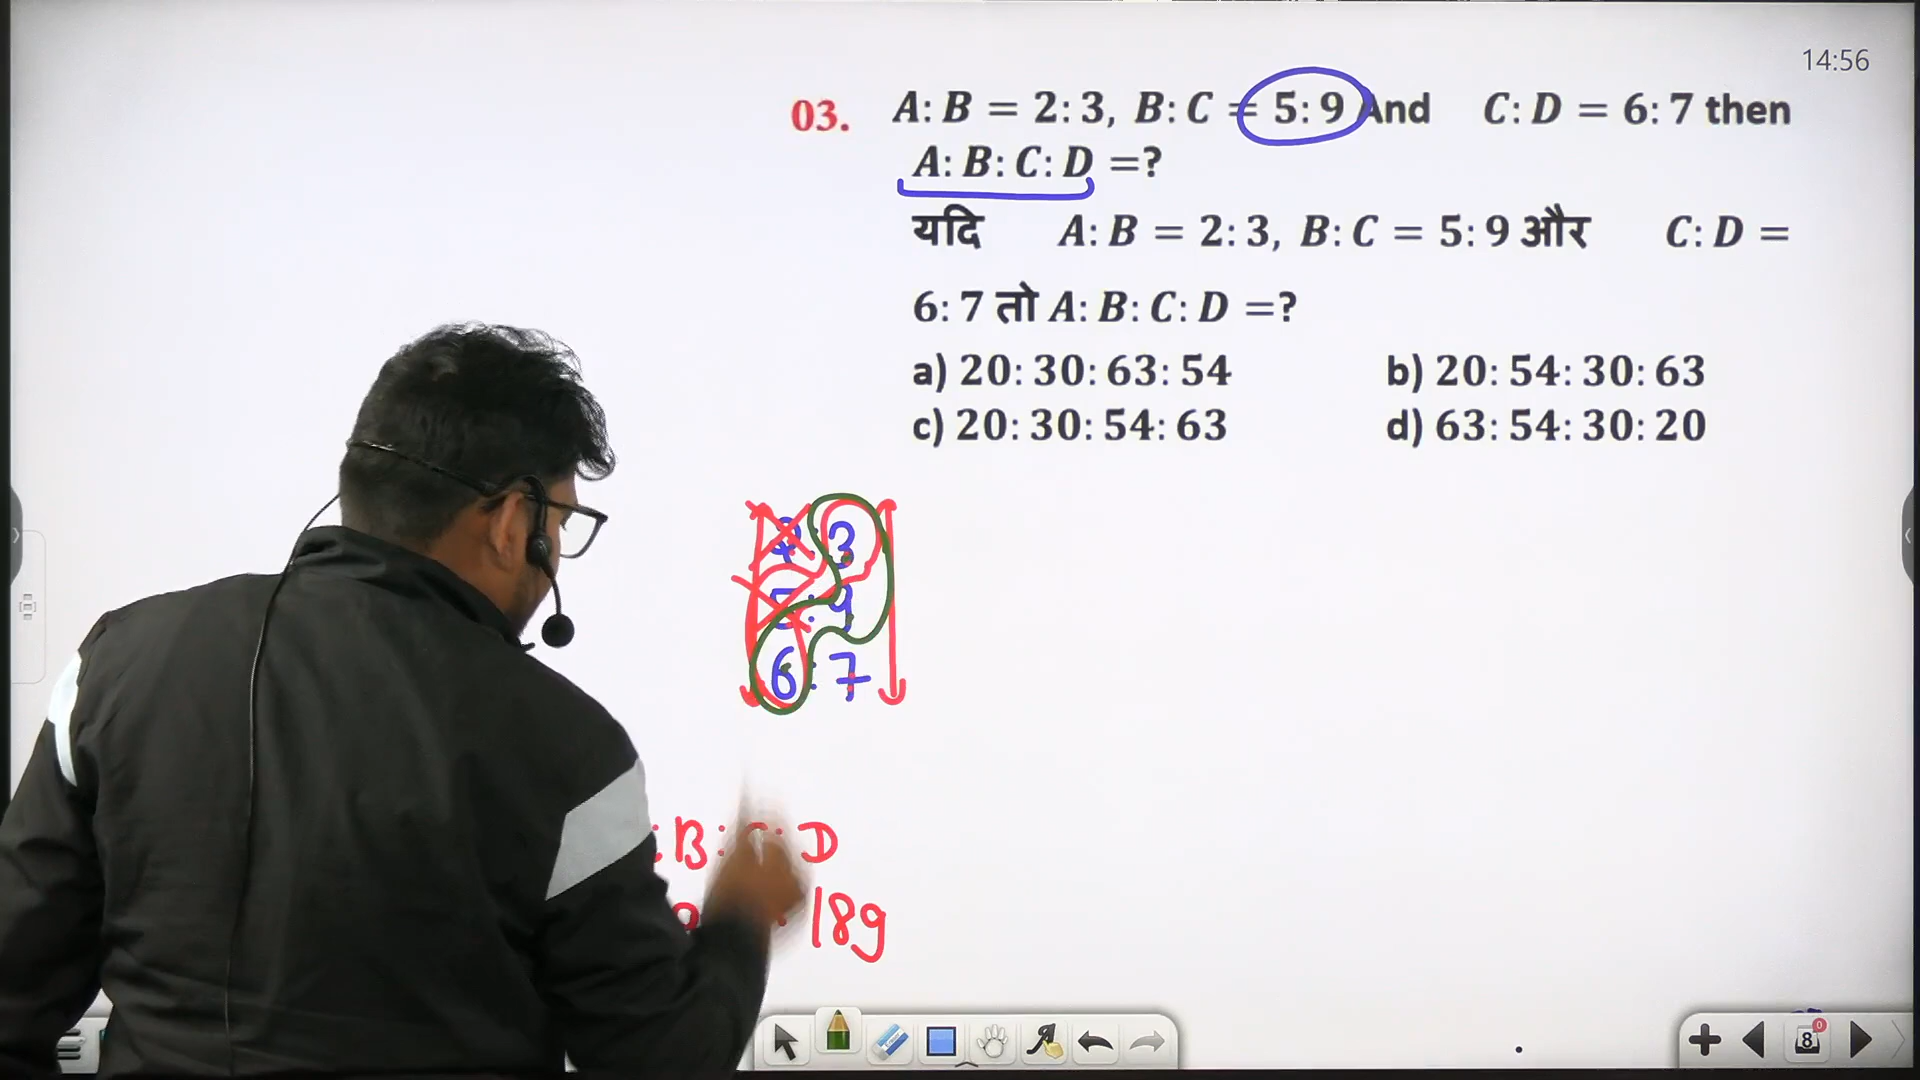 14:56
03. A: B = 2: 3, B: C = 5: 9 And C: D = 6: 7 then
A: B: C: D =?
यदि A: B = 2: 3, B: C = 5: 9 और C: D =
6: 7 तो A: B: C: D =?
a) 20: 30: 63: 54 b) 20: 54: 30: 63
c) 20: 30: 54: 63 d) 63: 54: 30: 20
: 3
: 9
6 : 7
: B : : D
: 189
8
0